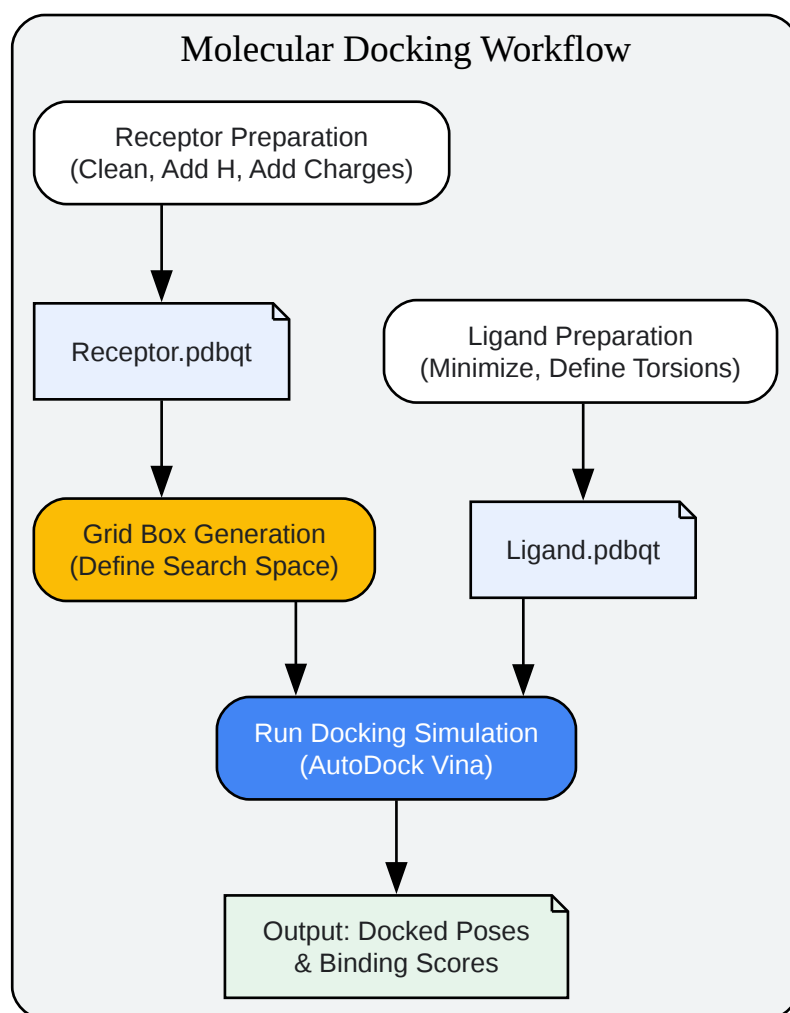 Molecular Docking Workflow
Receptor Preparation
(Clean, Add H, Add Charges)
Receptor.pdbqt
Ligand Preparation
(Minimize, Define Torsions)
Grid Box Generation
(Define Search Space)
Ligand.pdbqt
Run Docking Simulation
(AutoDock Vina)
Output: Docked Poses
& Binding Scores